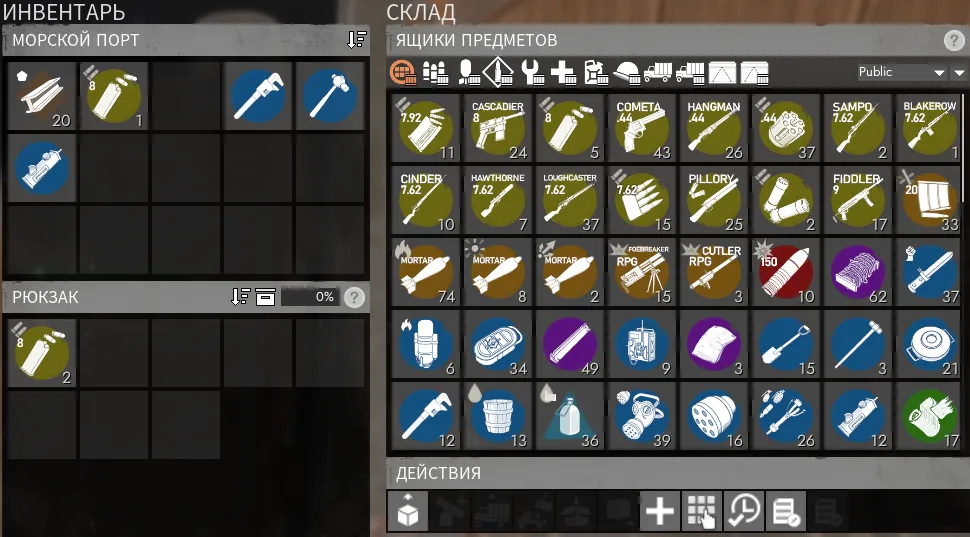 ИНВЕНТАРЬ
МОРСКОЙ ПОРТ
20
8
1
РЮКЗАК
0%
?
8
2
СКЛАД
ЯЩИКИ ПРЕДМЕТОВ
?
Public
7.92
11
CASCADIER
8
24
8
5
COMETA
.44
43
HANGMAN
.44
26
.44
37
SAMPO
7.62
2
BLAKEROW
7.62
1
CINDER
7.62
10
HAWTHORNE
7.62
7
LOUGHCASTER
7.62
37
7.62
15
PILLORY
25
2
FIDDLER
9
17
20
33
MORTAR
74
MORTAR
8
MORTAR
2
FOEBREAKER
RPG
15
CUTLER
RPG
3
150
10
62
37
6
34
49
9
3
15
3
21
12
13
36
39
16
26
12
17
ДЕЙСТВИЯ